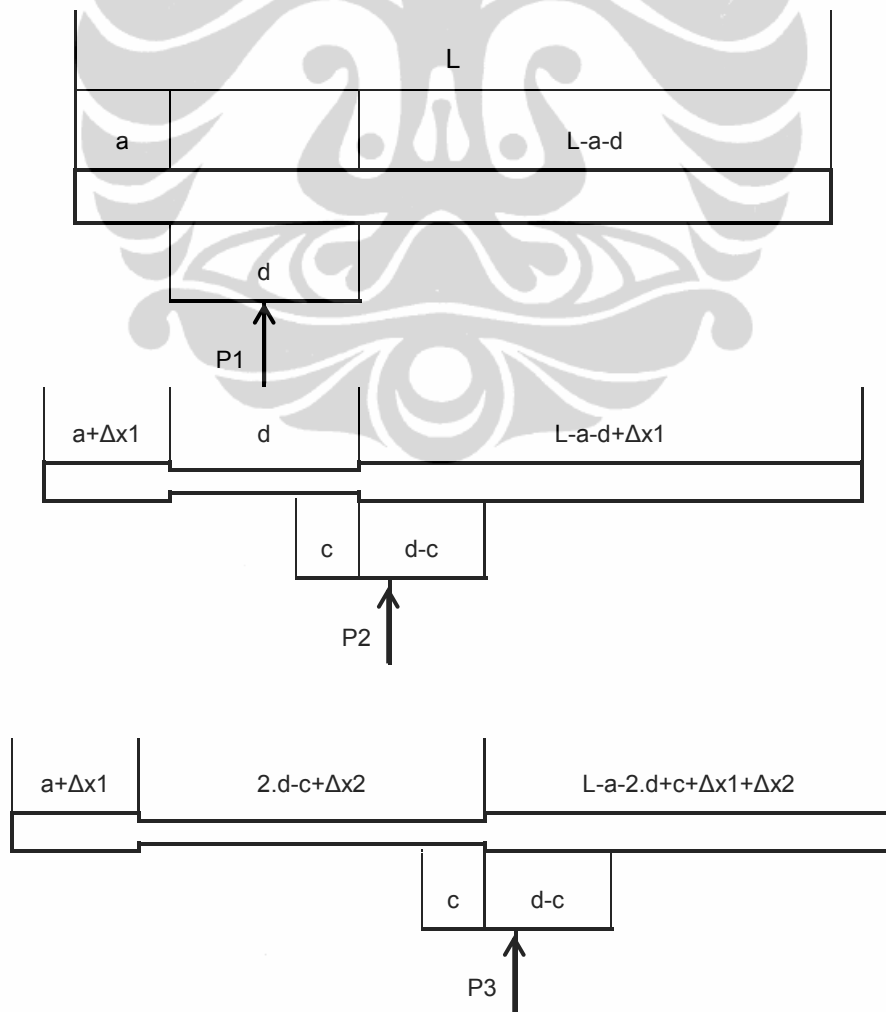 L
a L-a-d
d
P1
a+Δx1 d L-a-d+Δx1
c d-c
P2
a+Δx1 2.d-c+Δx2 L-a-2.d+c+Δx1+Δx2
c d-c
P3